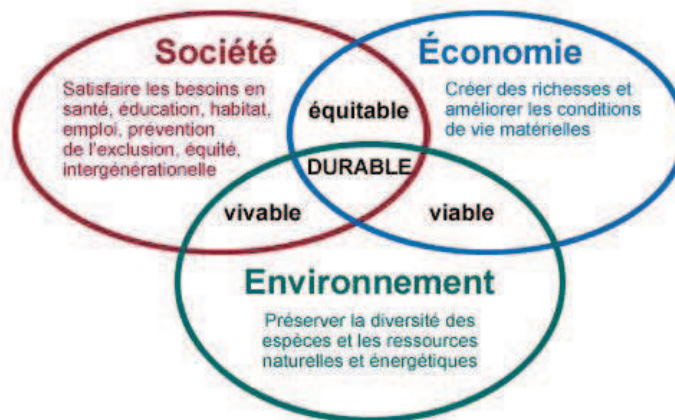 Société
Satisfaire les besoins en
santé, éducation, habitat,
emploi, prévention
de l'exclusion, équité,
intergénérationelle
Économie
Créer des richesses et
améliorer les conditions
de vie matérielles
équitable
DURABLE
vivable
viable
Environnement
Préserver la diversité des
espèces et les ressources
naturelles et énergétiques